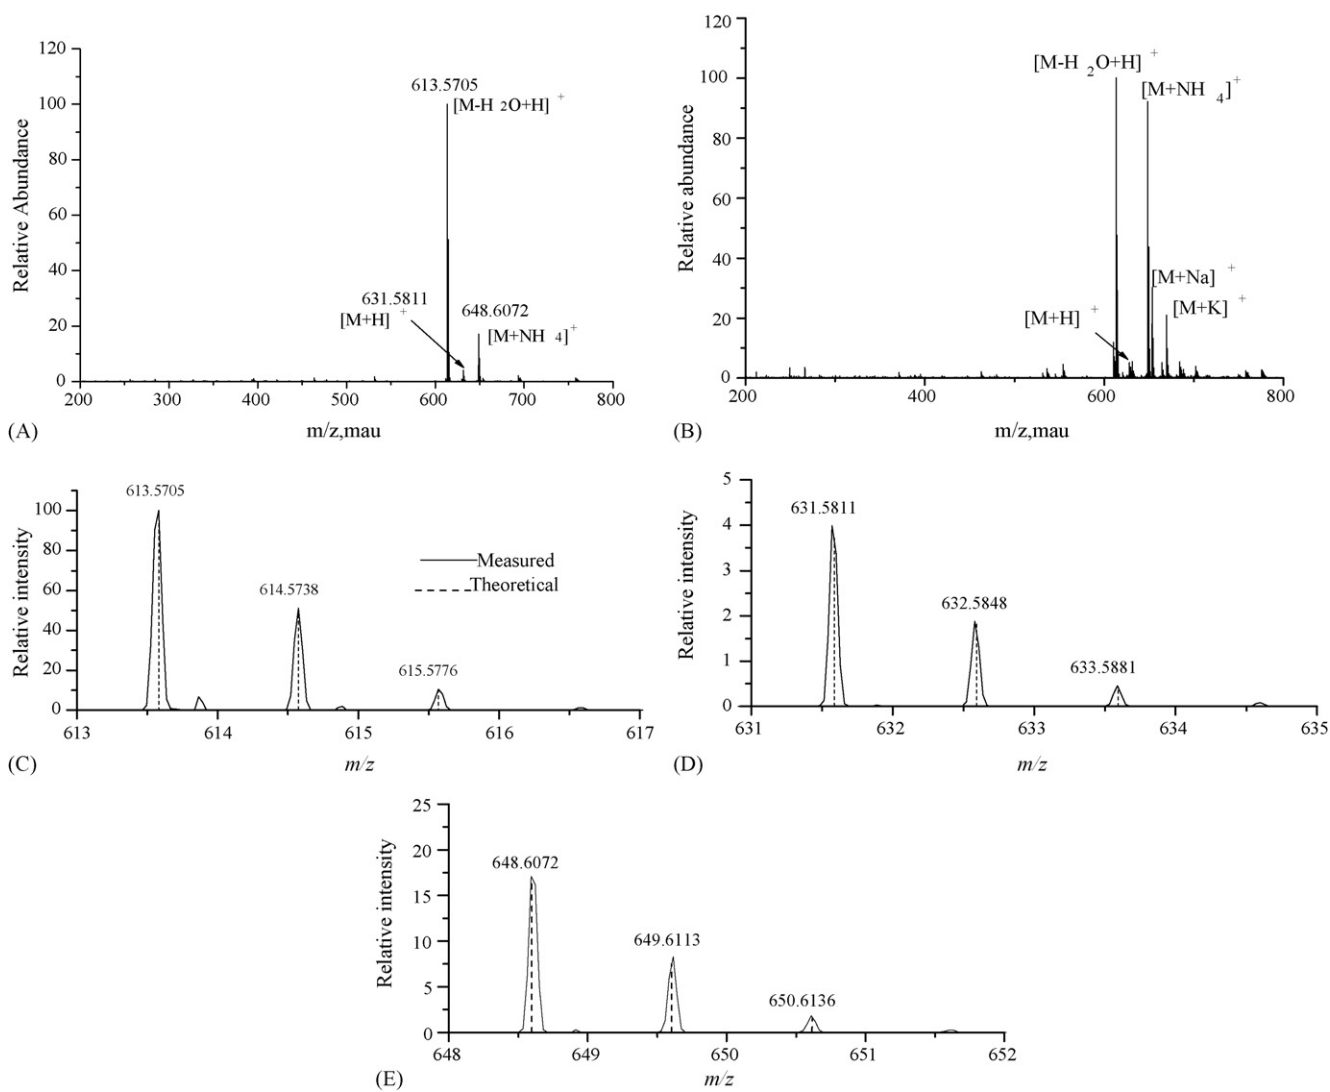 120
100
80
60
40
20
0
Relative Abundance
613.5705
[M-H 2O+H] +
631.5811
[M+H] +
648.6072
[M+NH 4]+
200 300 400 500 600 700 800
m/z,mau
(A)
120
100
80
60
40
20
0
Relative abundance
[M-H 2O+H] +
[M+NH 4]+
[M+Na] +
[M+K] +
[M+H] +
200 400 600 800
m/z,mau
(B)
100
80
60
40
20
0
Relative intensity
613.5705
614.5738
615.5776
Measured
Theoretical
613 614 615 616 617
m/z
(C)
5
4
3
2
1
0
Relative intensity
631.5811
632.5848
633.5881
631 632 633 634 635
m/z
(D)
25
20
15
10
5
0
Relative intensity
648.6072
649.6113
650.6136
648 649 650 651 652
m/z
(E)